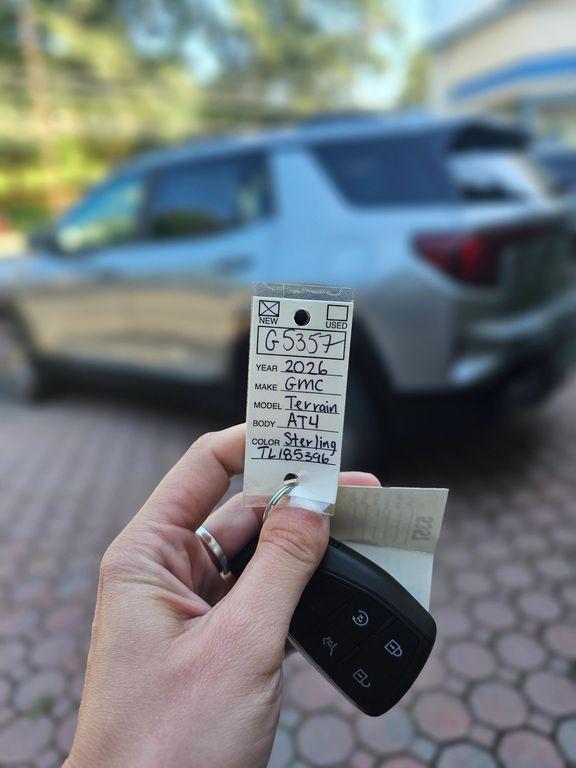 NEW USED
G5357
YEAR 2026
MAKE GMC
MODEL Terrain
BODY AT4
COLOR Sterling
TL185396